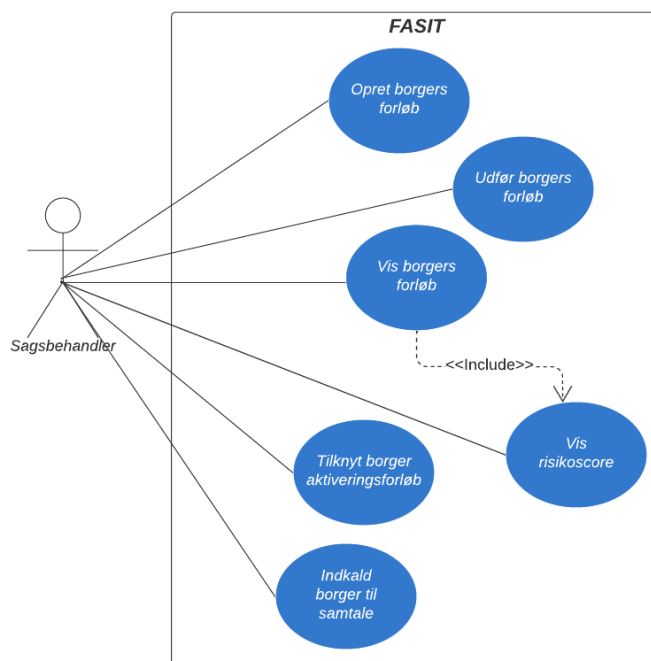 FASIT
Opret borgers
forløb
Udfør borgers
forløb
Vis borgers
forløb
Sagsbehandler
<<Include>>
Vis
risikoscore
Tilknyt borger
aktiveringsforløb
Indkald
borger til
samtale